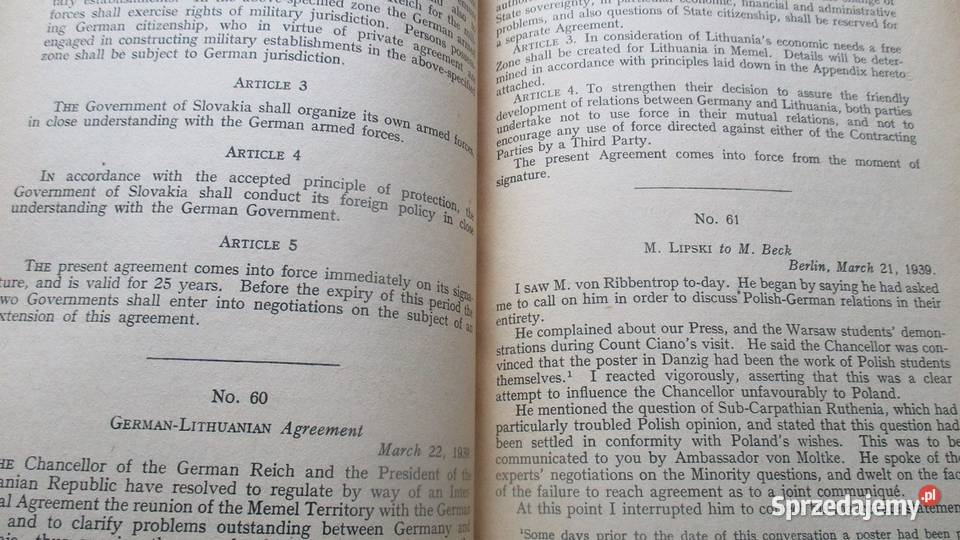 forces shall exercise rights of military jurisdiction. Persons
ing German citizenship, who in virtue of private agreement are
engaged in constructing military establishments in the above-specified
zone shall be subject to German jurisdiction.
ARTICLE 3
THE Government of Slovakia shall organize its own armed forces
in close understanding with the German armed forces.
ARTICLE 4
IN accordance with the accepted principle of protection, the
Government of Slovakia shall conduct its foreign policy in close
understanding with the German Government.
ARTICLE 5
THE present agreement comes into force immediately on its signa-
ture, and is valid for 25 years. Before the expiry of this period the
two Governments shall enter into negotiations on the subject of an
extension of this agreement.
No. 60
GERMAN-LITHUANIAN Agreement
March 22, 1939
THE Chancellor of the German Reich and the President of the
anian Republic have resolved to regulate by way of an Inter-
al Agreement the reunion of the Memel Territory with the German
and to clarify problems outstanding between Germany and
State sovereignty, in particular economic, financial and administrative
problems, and also questions of State citizenship, shall be reserved for
a separate Agreement.
ARTICLE 3. In consideration of Lithuania's economic needs a free
Zone shall be created for Lithuania in Memel. Details will be deter-
mined in accordance with principles laid down in the Appendix hereto
attached.
ARTICLE 4. To strengthen their decision to assure the friendly
development of relations between Germany and Lithuania, both parties
undertake not to use force in their mutual relations, and not to
encourage any use of force directed against either of the Contracting
Parties by a Third Party.
The present Agreement comes into force from the moment of
signature.
No. 61
M. LIPSKI to M. Beck
Berlin, March 21, 1939.
I SAW M. von Ribbentrop to-day. He began by saying he had asked
me to call on him in order to discuss Polish-German relations in their
entirety.
He complained about our Press, and the Warsaw students' demon-
strations during Count Ciano's visit. He said the Chancellor was con-
vinced that the poster in Danzig had been the work of Polish students
themselves.¹ I reacted vigorously, asserting that this was a clear
attempt to influence the Chancellor unfavourably to Poland.
He mentioned the question of Sub-Carpathian Ruthenia, which had
particularly troubled Polish opinion, and stated that this question had
been settled in conformity with Poland's wishes. This was to be
communicated to you by Ambassador von Moltke. He spoke of the
experts' negotiations on the Minority questions, and dwelt on the fact
of the failure to reach agreement as to a joint communiqué.
At this point I interrupted him to
¹Some days prior to the date of this conversation a poster had been
Sprzedajemy.pl